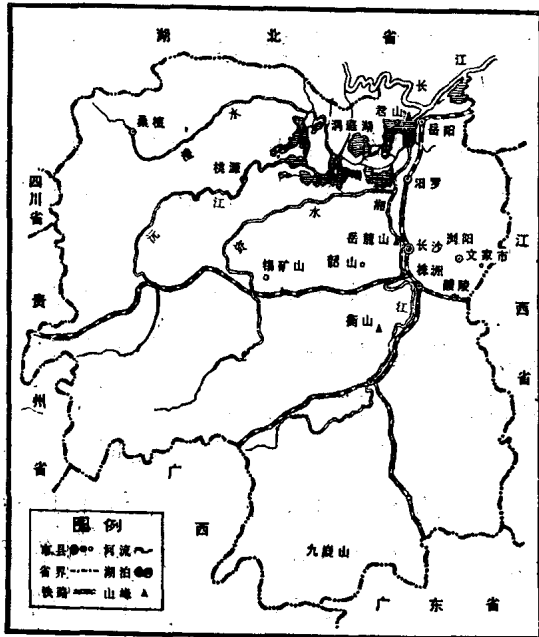 湖北省
长江
君山
岳阳
洞庭湖
桑植
澧水
桃源
汨罗
四川省
沅江
资水
湘江
岳麓山
长沙
浏阳
文家市
江西省
锡矿山
韶山
株洲
醴陵
贵州省
衡山
广西
九嶷山
广东省
图例
市县 河流
省界 湖泊
铁路 山峰